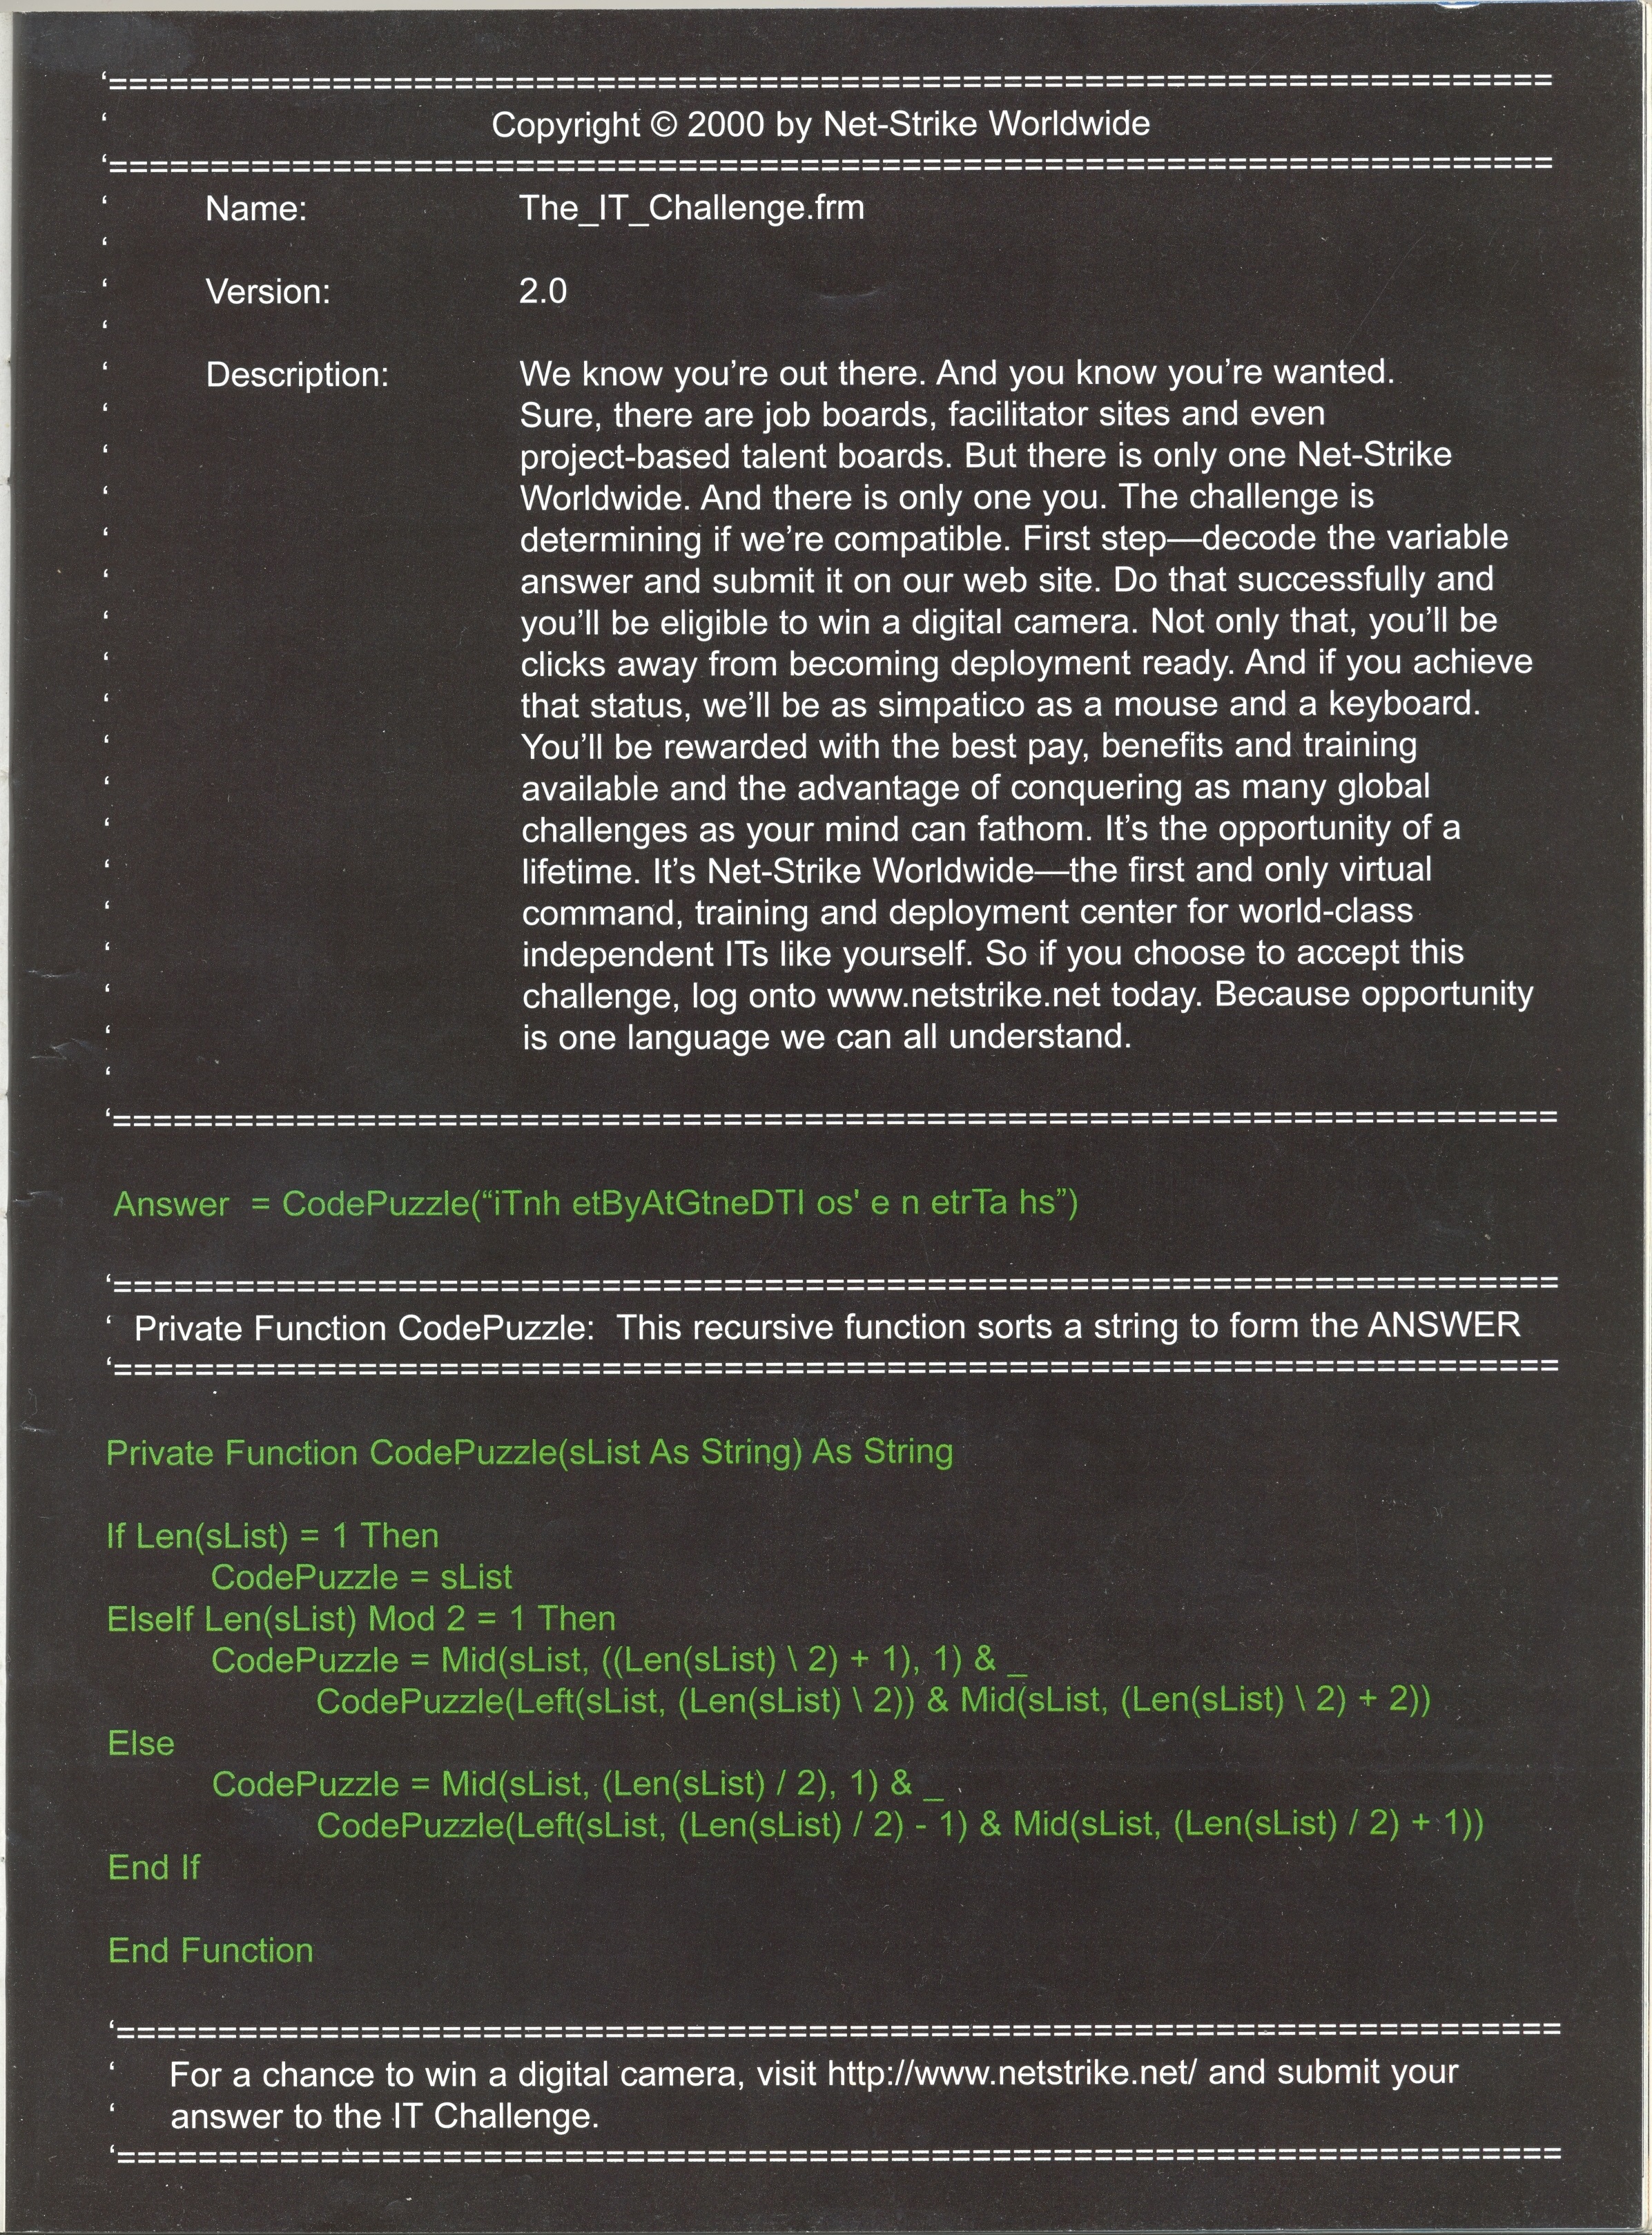 ‘=======================================================================
‘ Copyright © 2000 by Net-Strike Worldwide
‘=======================================================================
‘ Name: The_IT_Challenge.frm
‘
‘ Version: 2.0
‘
‘ Description: We know you’re out there. And you know you’re wanted.
‘ Sure, there are job boards, facilitator sites and even
‘ project-based talent boards. But there is only one Net-Strike
‘ Worldwide. And there is only one you. The challenge is
‘ determining if we’re compatible. First step—decode the variable
‘ answer and submit it on our web site. Do that successfully and
‘ you’ll be eligible to win a digital camera. Not only that, you’ll be
‘ clicks away from becoming deployment ready. And if you achieve
‘ that status, we’ll be as simpatico as a mouse and a keyboard.
‘ You’ll be rewarded with the best pay, benefits and training
‘ available and the advantage of conquering as many global
‘ challenges as your mind can fathom. It’s the opportunity of a
‘ lifetime. It’s Net-Strike Worldwide—the first and only virtual
‘ command, training and deployment center for world-class
‘ independent ITs like yourself. So if you choose to accept this
‘ challenge, log onto www.netstrike.net today. Because opportunity
‘ is one language we can all understand.
‘
‘=======================================================================
Answer = CodePuzzle(“iTnh etByAtGtneDTI os' e n etrTa hs”)
‘=======================================================================
‘ Private Function CodePuzzle: This recursive function sorts a string to form the ANSWER
‘=======================================================================
Private Function CodePuzzle(sList As String) As String
If Len(sList) = 1 Then
CodePuzzle = sList
ElseIf Len(sList) Mod 2 = 1 Then
CodePuzzle = Mid(sList, ((Len(sList) \ 2) + 1), 1) & _
CodePuzzle(Left(sList, (Len(sList) \ 2)) & Mid(sList, (Len(sList) \ 2) + 2))
Else
CodePuzzle = Mid(sList, (Len(sList) / 2), 1) & _
CodePuzzle(Left(sList, (Len(sList) / 2) - 1) & Mid(sList, (Len(sList) / 2) + 1))
End If
End Function
‘=======================================================================
‘ For a chance to win a digital camera, visit http://www.netstrike.net/ and submit your
‘ answer to the IT Challenge.
‘=======================================================================